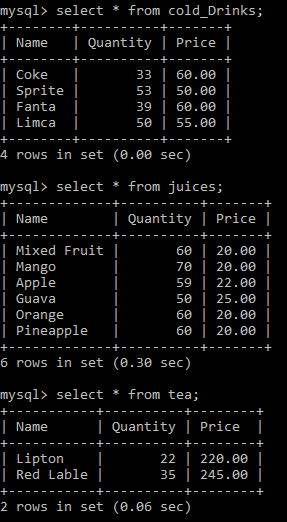 mysql> select * from cold_Drinks;
+--------+----------+-------+
| Name   | Quantity | Price |
+--------+----------+-------+
| Coke   |       33 | 60.00 |
| Sprite |       53 | 50.00 |
| Fanta  |       39 | 60.00 |
| Limca  |       50 | 55.00 |
+--------+----------+-------+
4 rows in set (0.00 sec)

mysql> select * from juices;
+-------------+----------+-------+
| Name        | Quantity | Price |
+-------------+----------+-------+
| Mixed Fruit |       60 | 20.00 |
| Mango       |       70 | 20.00 |
| Apple       |       59 | 22.00 |
| Guava       |       50 | 25.00 |
| Orange      |       60 | 20.00 |
| Pineapple   |       60 | 20.00 |
+-------------+----------+-------+
6 rows in set (0.30 sec)

mysql> select * from tea;
+-----------+----------+--------+
| Name      | Quantity | Price  |
+-----------+----------+--------+
| Lipton    |       22 | 220.00 |
| Red Lable |       35 | 245.00 |
+-----------+----------+--------+
2 rows in set (0.06 sec)